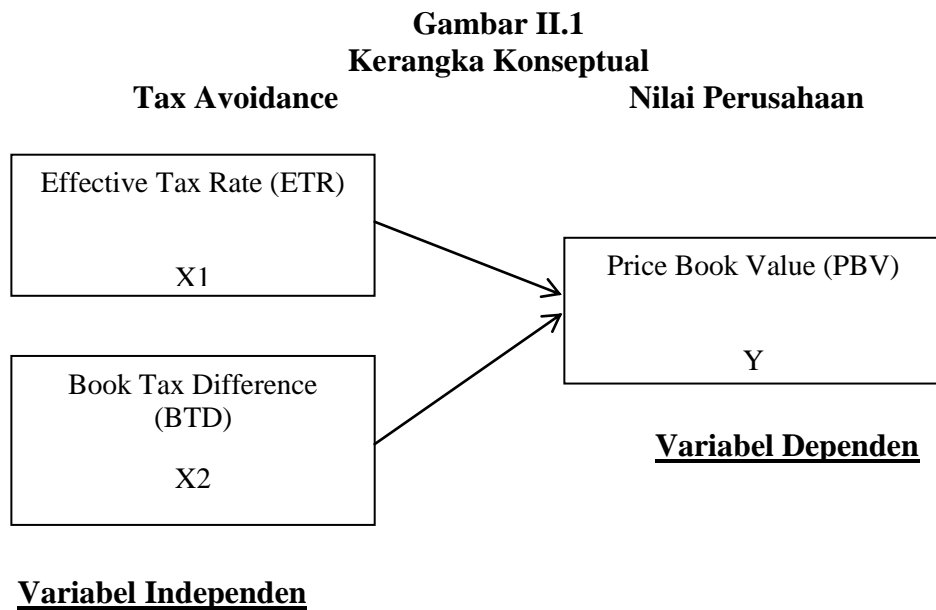 Gambar II.1
Kerangka Konseptual
Tax Avoidance
Nilai Perusahaan
Effective Tax Rate (ETR)
X1
Price Book Value (PBV)
Y
Book Tax Difference
(BTD)
X2
Variabel Dependen
Variabel Independen